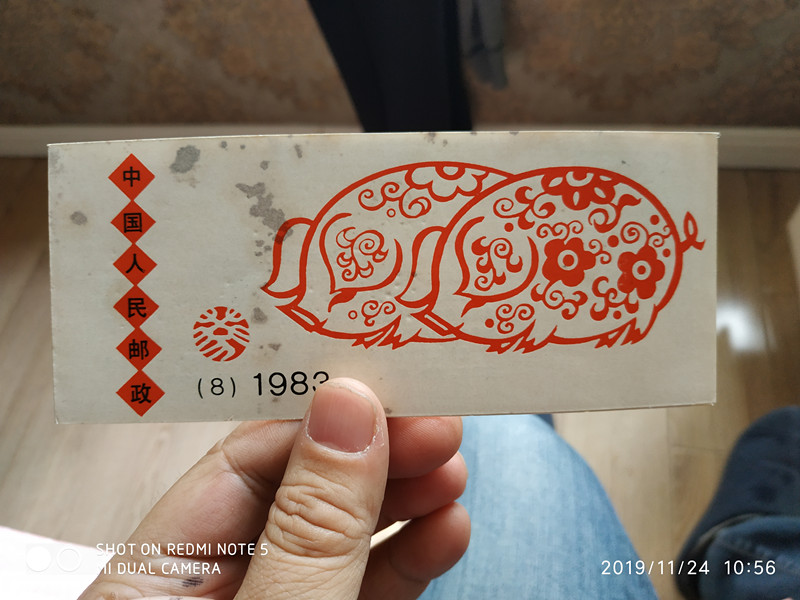 中国人民邮政
(8) 1983
SHOT ON REDMI NOTE 5
MI DUAL CAMERA
2019/11/24 10:56